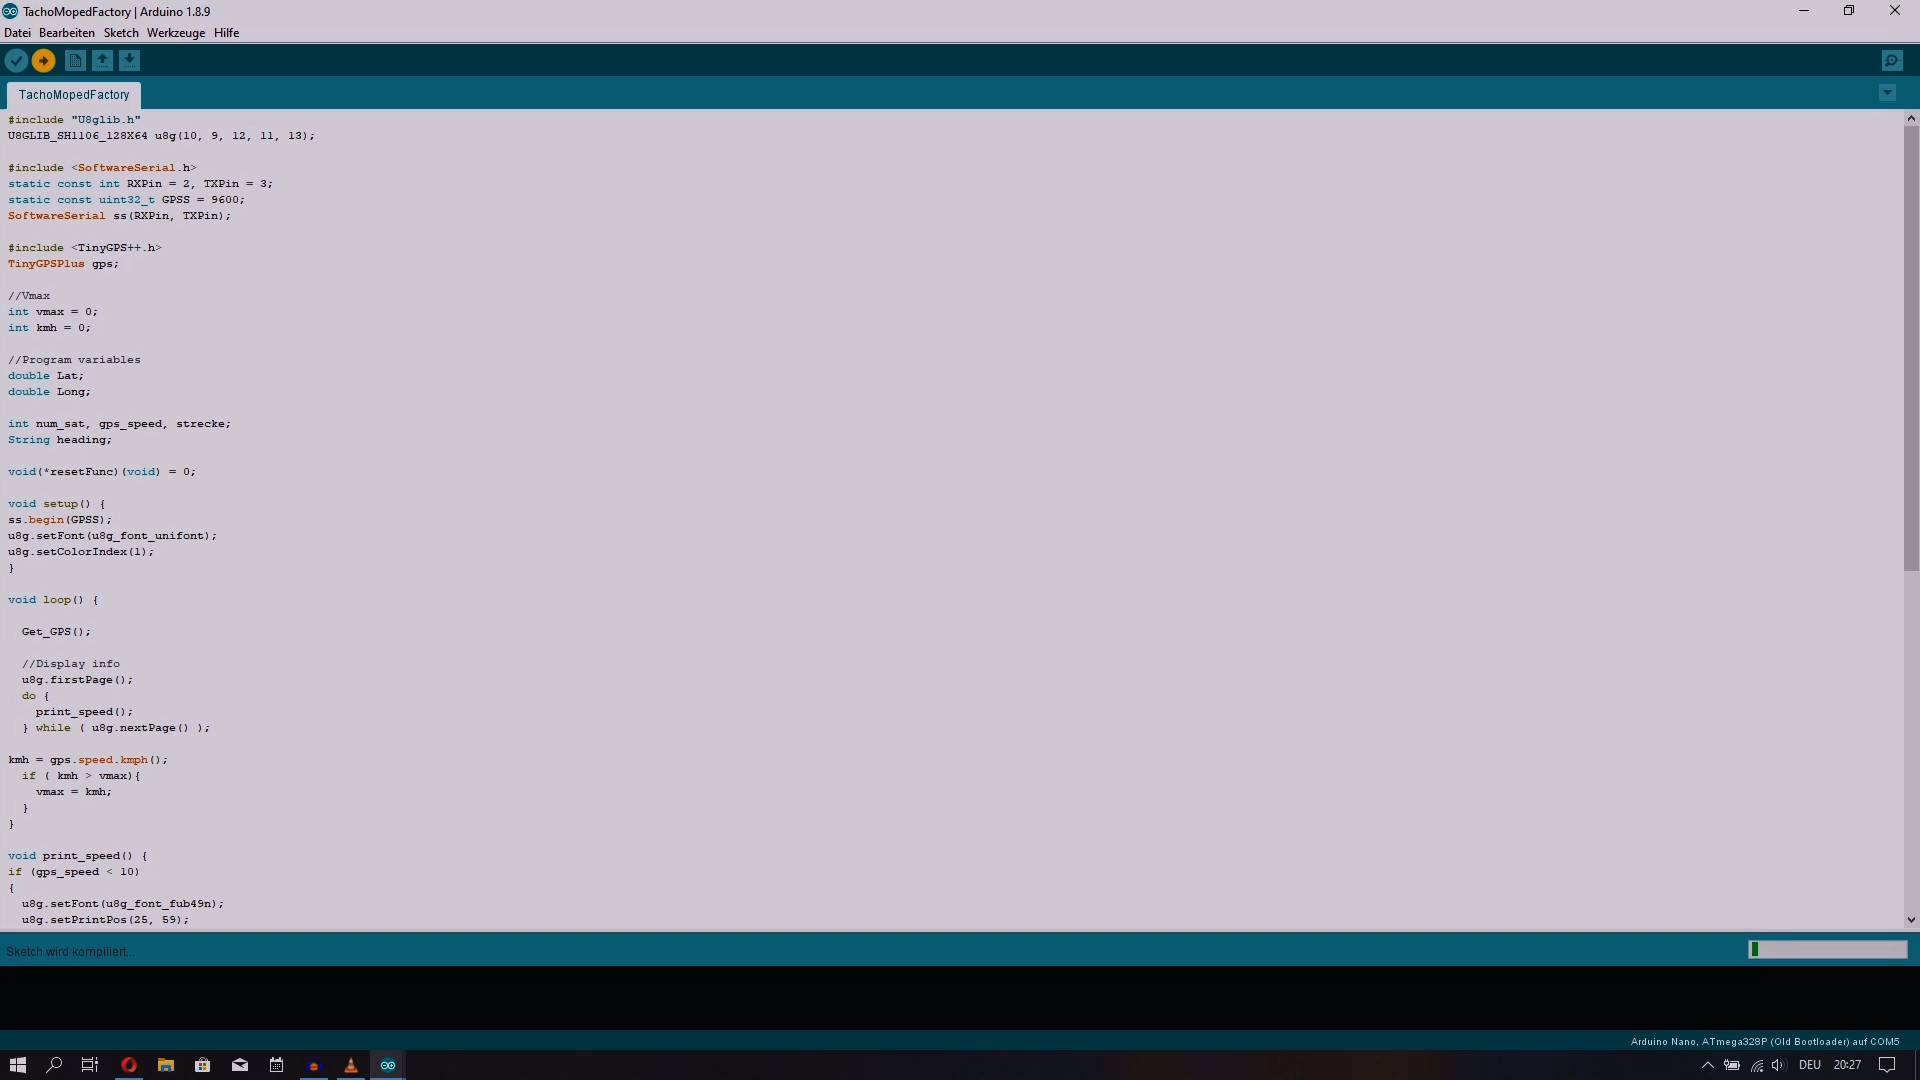 TachoMopedFactory | Arduino 1.8.9
Datei Bearbeiten Sketch Werkzeuge Hilfe
TachoMopedFactory
#include "U8glib.h"
U8GLIB_SH1106_128X64 u8g(10, 9, 12, 11, 13);
#include <SoftwareSerial.h>
static const int RXPin = 2, TXPin = 3;
static const uint32_t GPSS = 9600;
SoftwareSerial ss(RXPin, TXPin);
#include <TinyGPS++.h>
TinyGPSPlus gps;
//Vmax
int vmax = 0;
int kmh = 0;
//Program variables
double Lat;
double Long;
int num_sat, gps_speed, strecke;
String heading;
void(*resetFunc)(void) = 0;
void setup() {
ss.begin(GPSS);
u8g.setFont(u8g_font_unifont);
u8g.setColorIndex(1);
}
void loop() {
Get_GPS();
//Display info
u8g.firstPage();
do {
print_speed();
} while ( u8g.nextPage() );
kmh = gps.speed.kmph();
if ( kmh > vmax){
vmax = kmh;
}
}
void print_speed() {
if (gps_speed < 10)
{
u8g.setFont(u8g_font_fub49n);
u8g.setPrintPos(25, 59);
Sketch wird kompiliert...
Arduino Nano, ATmega328P (Old Bootloader) auf COM5
DEU 20:27